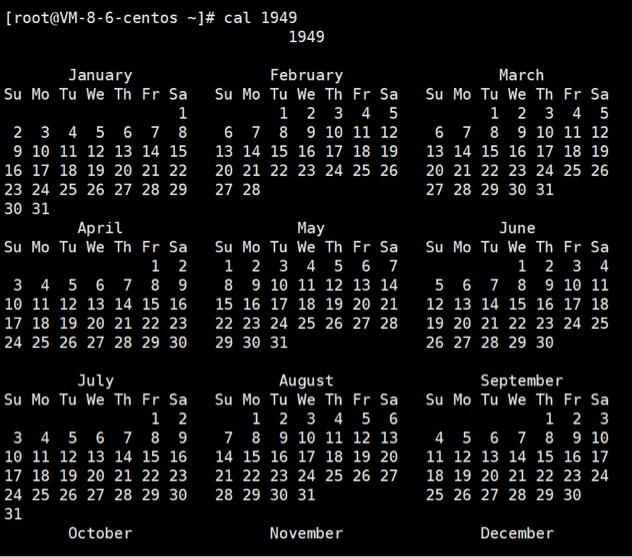 [root@VM-8-6-centos ~]# cal 1949
                               1949

       January               February                 March
Su Mo Tu We Th Fr Sa   Su Mo Tu We Th Fr Sa   Su Mo Tu We Th Fr Sa
                   1          1  2  3  4  5          1  2  3  4  5
 2  3  4  5  6  7  8    6  7  8  9 10 11 12    6  7  8  9 10 11 12
 9 10 11 12 13 14 15   13 14 15 16 17 18 19   13 14 15 16 17 18 19
16 17 18 19 20 21 22   20 21 22 23 24 25 26   20 21 22 23 24 25 26
23 24 25 26 27 28 29   27 28                  27 28 29 30 31
30 31
        April                   May                   June
Su Mo Tu We Th Fr Sa   Su Mo Tu We Th Fr Sa   Su Mo Tu We Th Fr Sa
                1  2    1  2  3  4  5  6  7             1  2  3  4
 3  4  5  6  7  8  9    8  9 10 11 12 13 14    5  6  7  8  9 10 11
10 11 12 13 14 15 16   15 16 17 18 19 20 21   12 13 14 15 16 17 18
17 18 19 20 21 22 23   22 23 24 25 26 27 28   19 20 21 22 23 24 25
24 25 26 27 28 29 30   29 30 31               26 27 28 29 30

        July                  August                September
Su Mo Tu We Th Fr Sa   Su Mo Tu We Th Fr Sa   Su Mo Tu We Th Fr Sa
                1  2       1  2  3  4  5  6                1  2  3
 3  4  5  6  7  8  9    7  8  9 10 11 12 13    4  5  6  7  8  9 10
10 11 12 13 14 15 16   14 15 16 17 18 19 20   11 12 13 14 15 16 17
17 18 19 20 21 22 23   21 22 23 24 25 26 27   18 19 20 21 22 23 24
24 25 26 27 28 29 30   28 29 30 31            25 26 27 28 29 30
31
       October               November               December